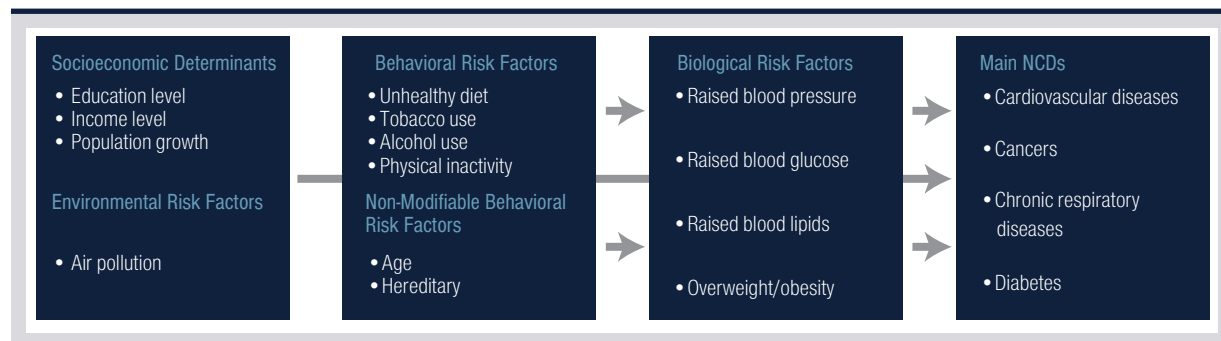 Socioeconomic Determinants
• Education level
• Income level
• Population growth
Environmental Risk Factors
• Air pollution
Behavioral Risk Factors
• Unhealthy diet
• Tobacco use
• Alcohol use
• Physical inactivity
Non-Modifiable Behavioral
Risk Factors
• Age
• Hereditary
Biological Risk Factors
• Raised blood pressure
• Raised blood glucose
• Raised blood lipids
• Overweight/obesity
Main NCDs
• Cardiovascular diseases
• Cancers
• Chronic respiratory
diseases
• Diabetes